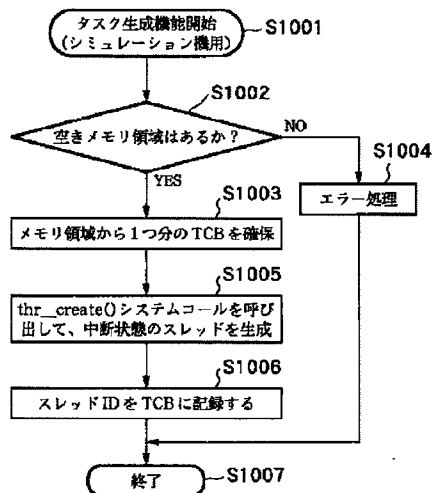 タスク生成機能開始
(シミュレーション機用)
S1001
S1002
空きメモリ領域はあるか?
NO
YES
S1004
エラー処理
S1003
メモリ領域から1つ分のTCBを確保
S1005
thr_create()システムコールを呼び
出して、中断状態のスレッドを生成
S1006
スレッドIDをTCBに記録する
終了
S1007